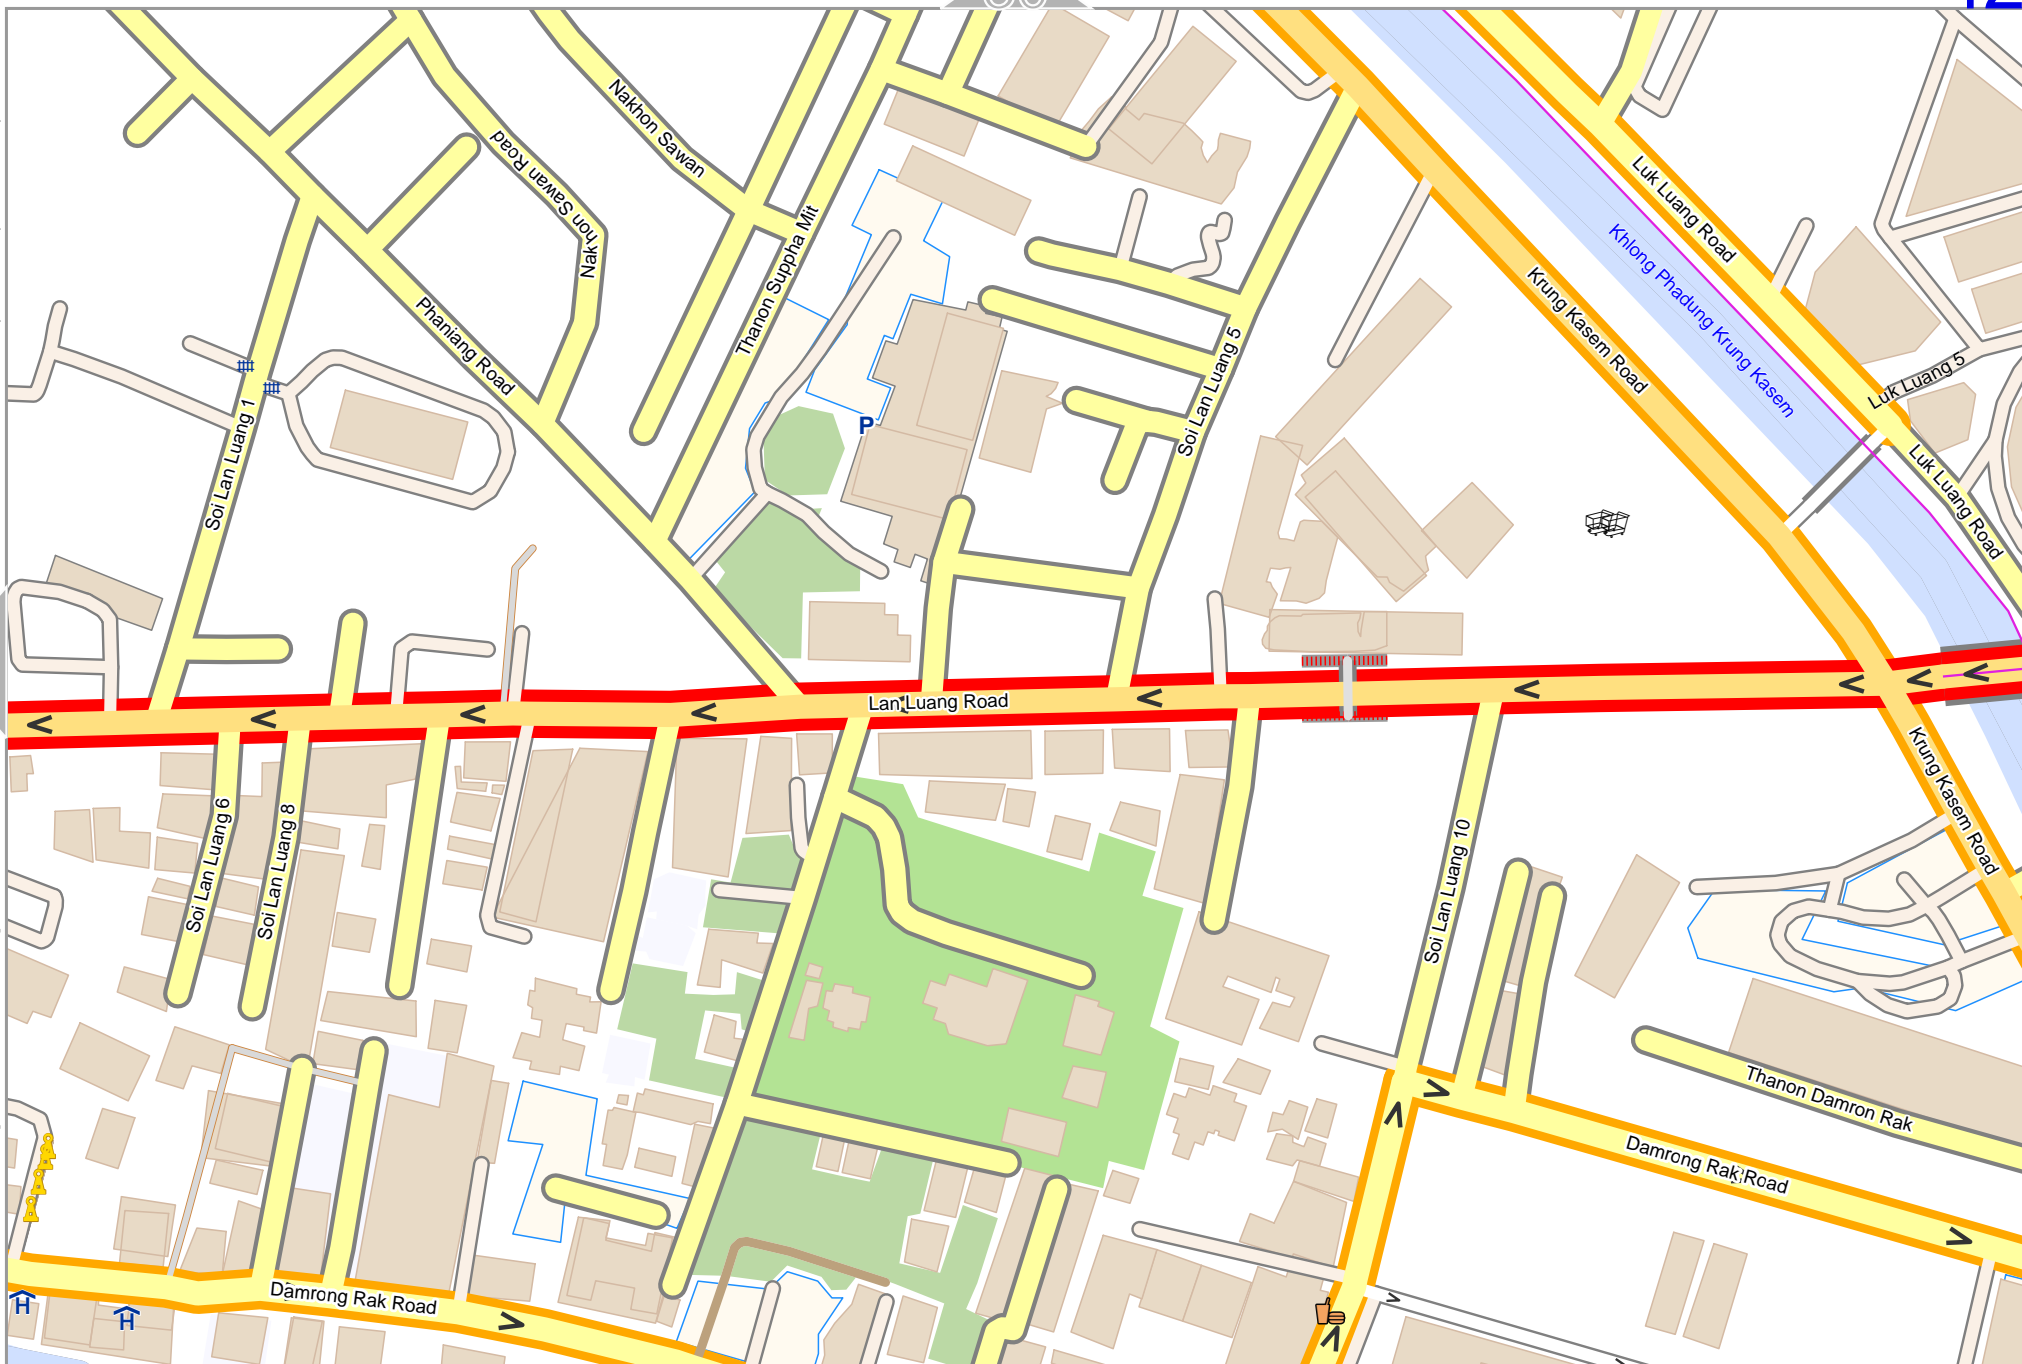 Nakhon Sawan
Nakhon Sawan Road
Thanon Suppha Mit
Phaniang Road
Soi Lan Luang 1
Soi Lan Luang 5
P
Luk Luang Road
Khlong Phadung Krung Kasem
Krung Kasem Road
Luk Luang 5
Luk Luang Road
Lan Luang Road
Krung Kasem Road
Soi Lan Luang 6
Soi Lan Luang 8
Soi Lan Luang 10
Thanon Damron Rak
Damrong Rak Road
Damrong Rak Road
H
H